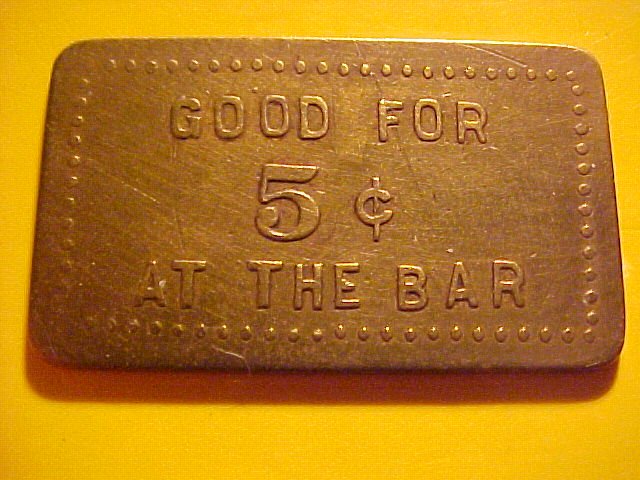 GOOD FOR
5 ¢
AT THE BAR